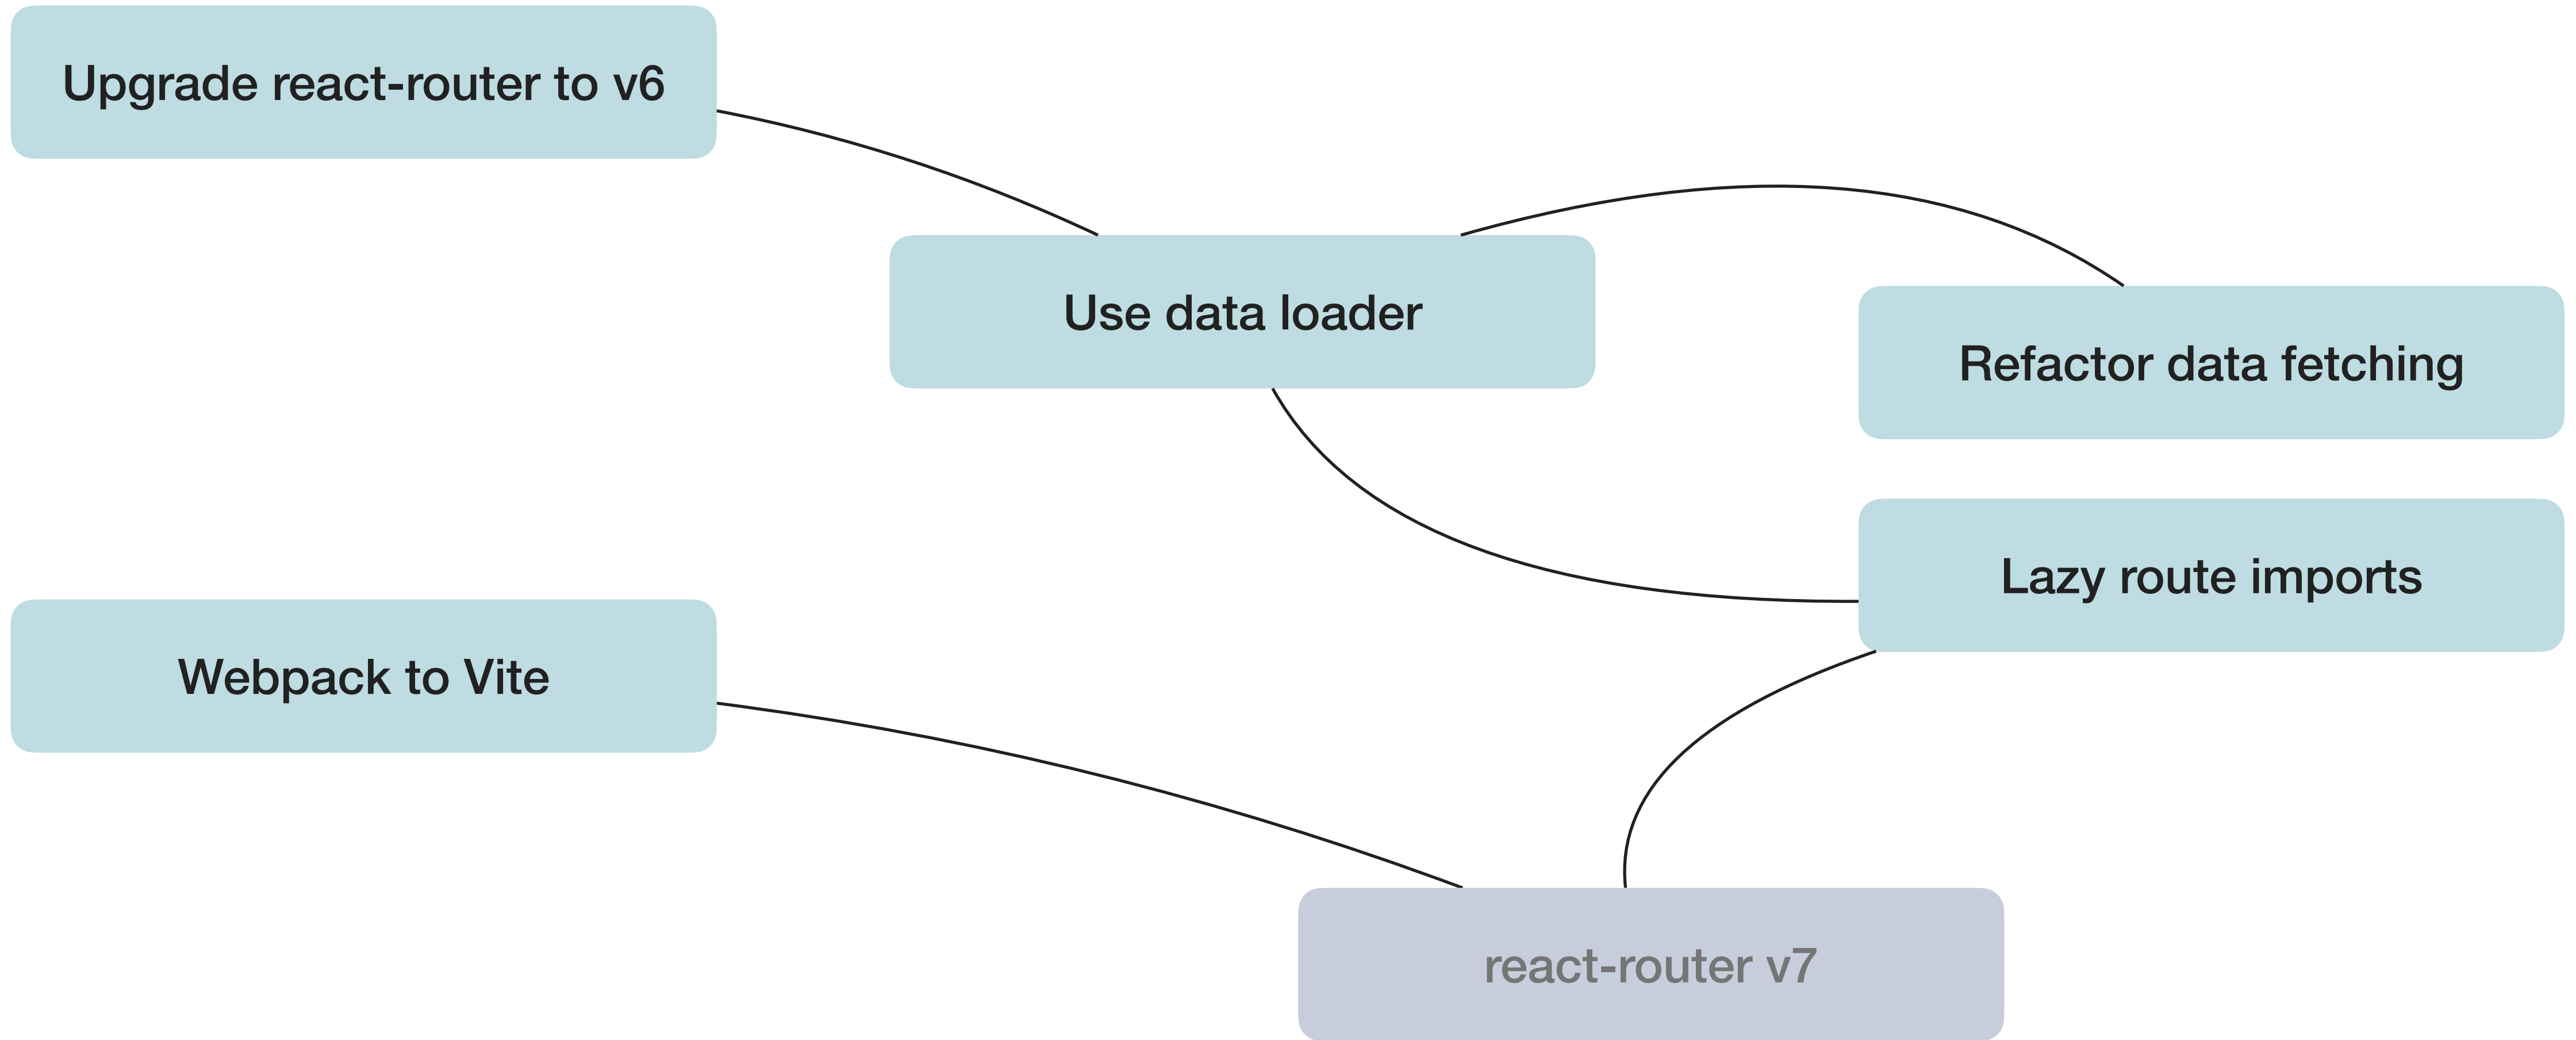 Upgrade react-router to v6
Use data loader
Refactor data fetching
Lazy route imports
Webpack to Vite
react-router v7